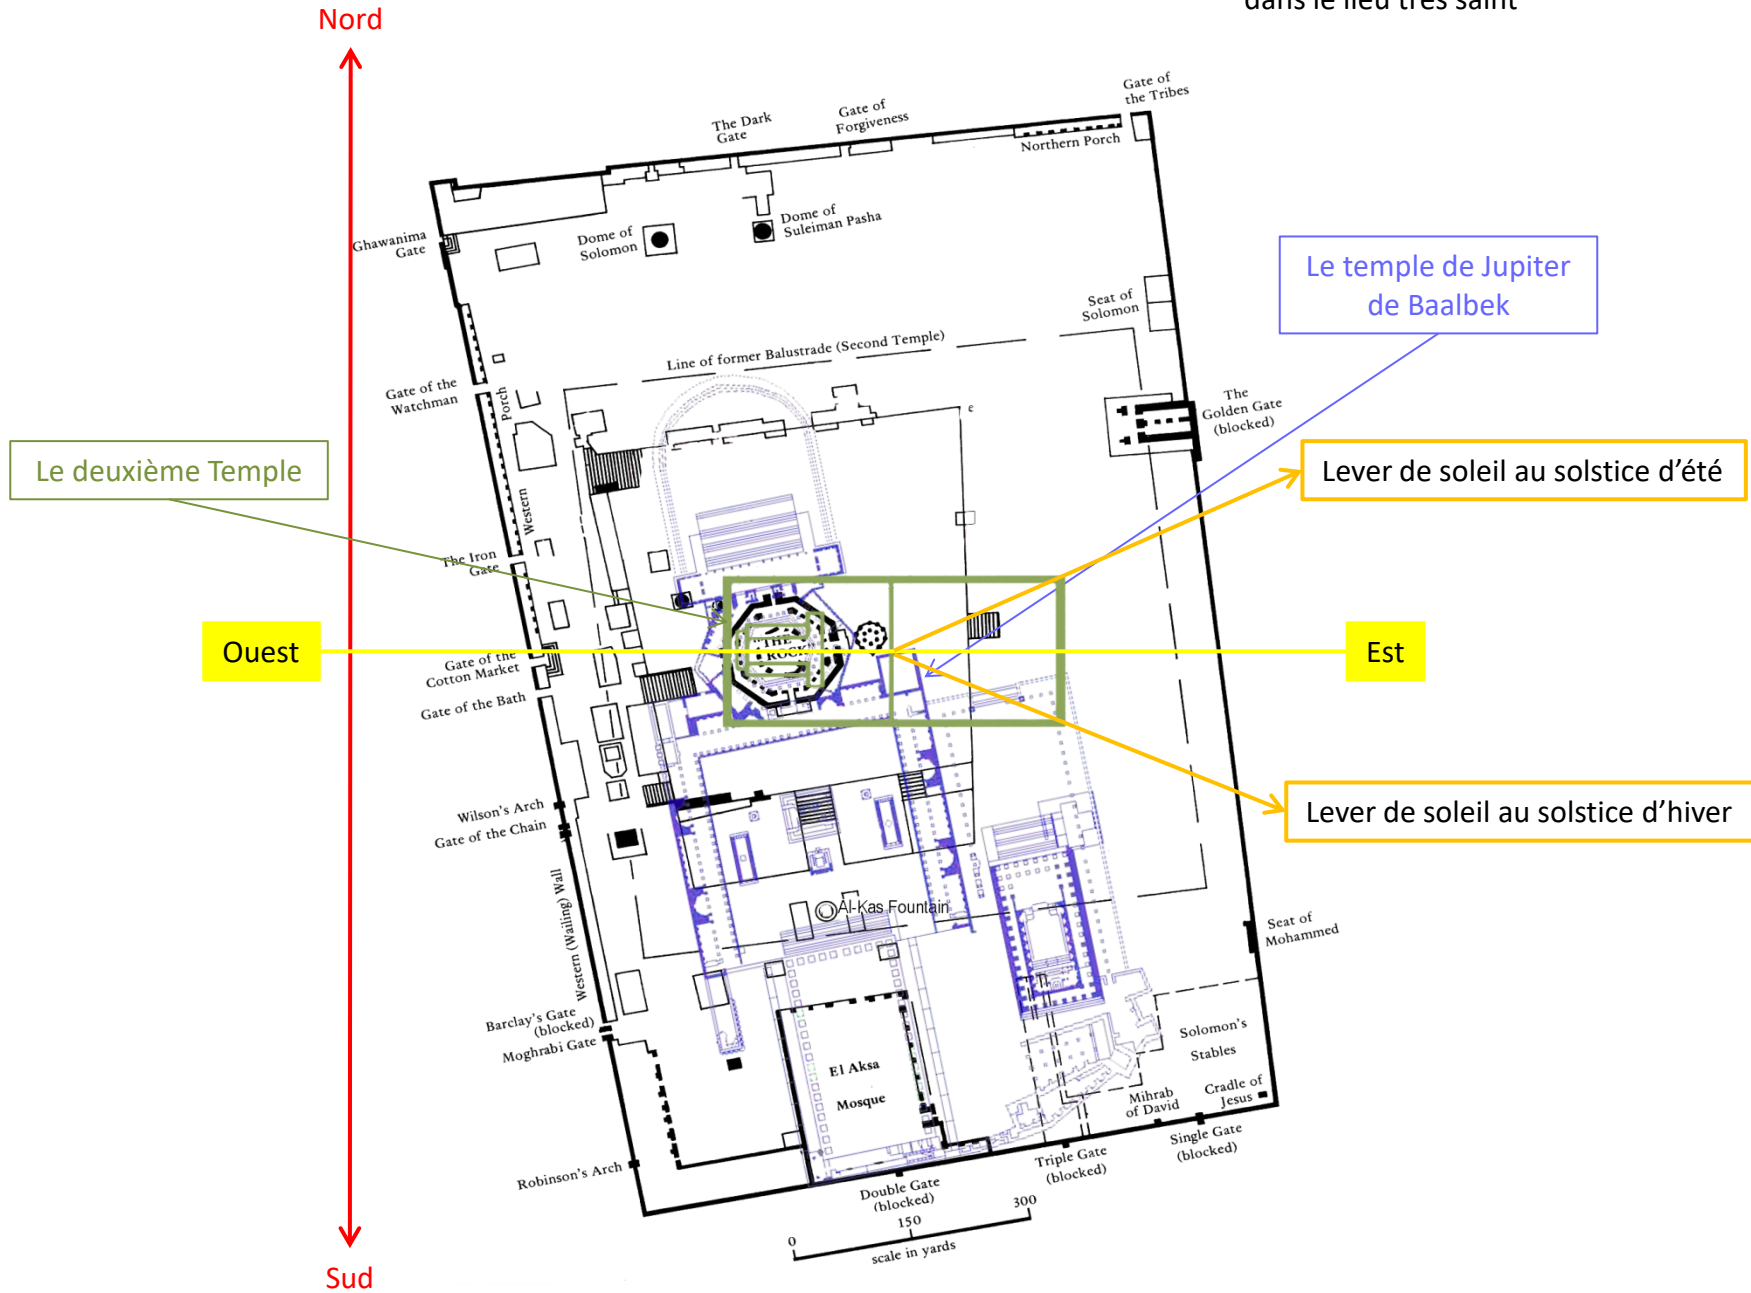 dans le lieu très saint
Nord
Gate of
the Tribes
The Dark
Gate
Gate of
Forgiveness
Northern Porch
Ghawanima
Gate
Dome of
Solomon
Dome of
Suleiman Pasha
Le temple de Jupiter
de Baalbek
Seat of
Solomon
Line of former Balustrade (Second Temple)
Gate of the
Watchman
Porch
Western
The
Golden Gate
(blocked)
e
Le deuxième Temple
Lever de soleil au solstice d'été
The Iron
Gate
Ouest
"THE
ROCK"
Est
Gate of the
Cotton Market
Gate of the Bath
Wilson's Arch
Gate of the Chain
Lever de soleil au solstice d'hiver
Western (Wailing) Wall
Al-Kas Fountain
Seat of
Mohammed
Barclay's Gate
(blocked)
Moghrabi Gate
El Aksa
Mosque
Solomon's
Stables
Mihrab
of David
Cradle of
Jesus
Robinson's Arch
Double Gate
(blocked)
Triple Gate
(blocked)
Single Gate
(blocked)
0
150
300
scale in yards
Sud